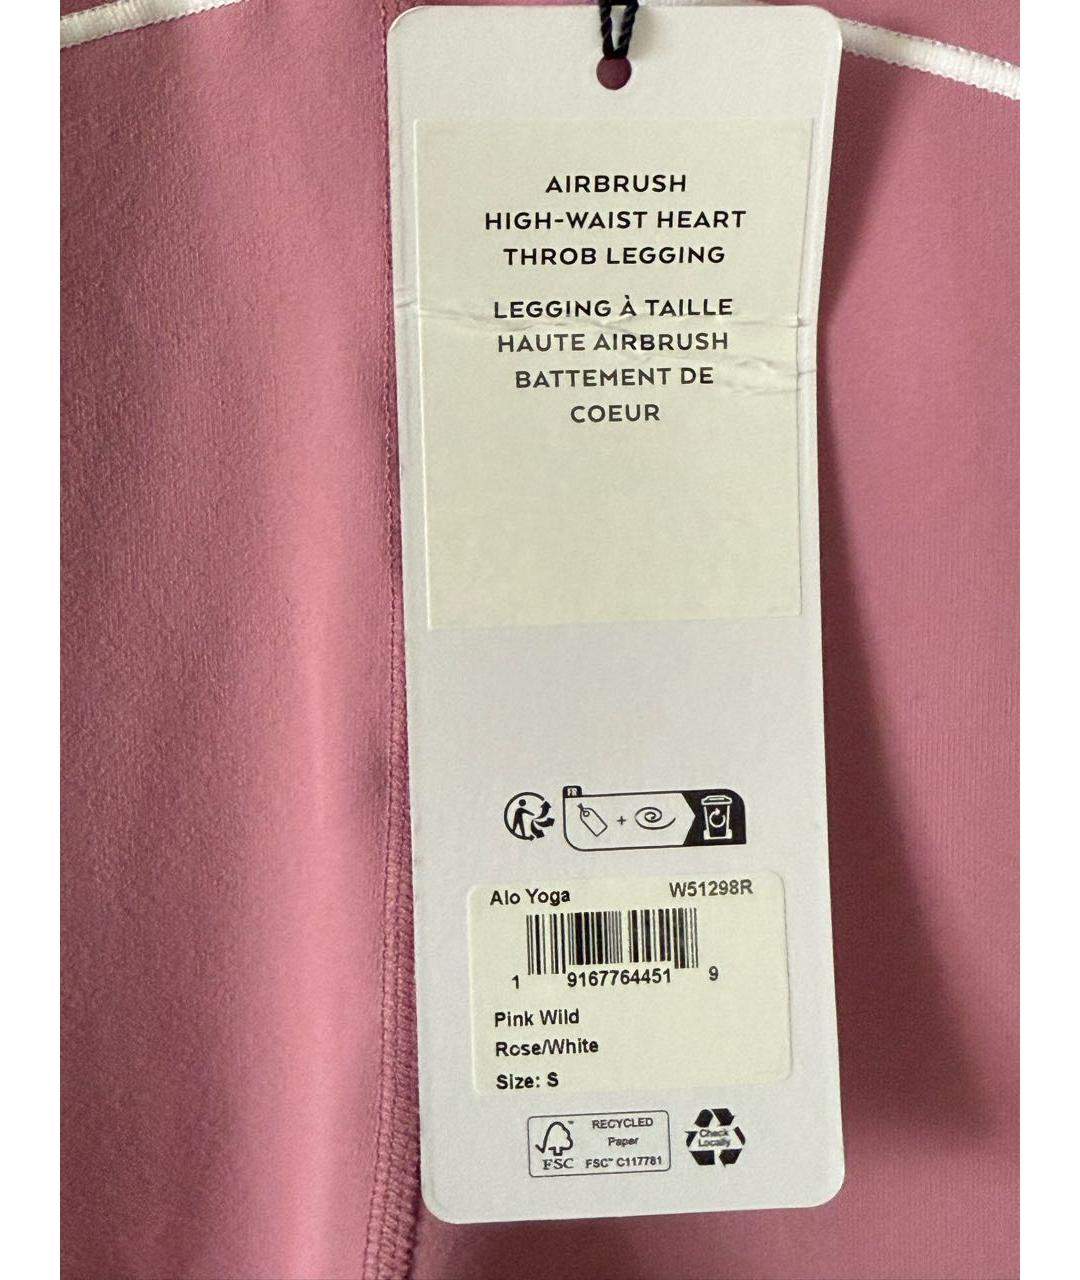 AIRBRUSH
HIGH-WAIST HEART
THROB LEGGING
LEGGING À TAILLE
HAUTE AIRBRUSH
BATTEMENT DE
COEUR
FR
+
Alo Yoga W51298R
1 9167764451 9
Pink Wild
Rose/White
Size: S
RECYCLED
Paper
FSC™ C117781
FSC
Check
Locally